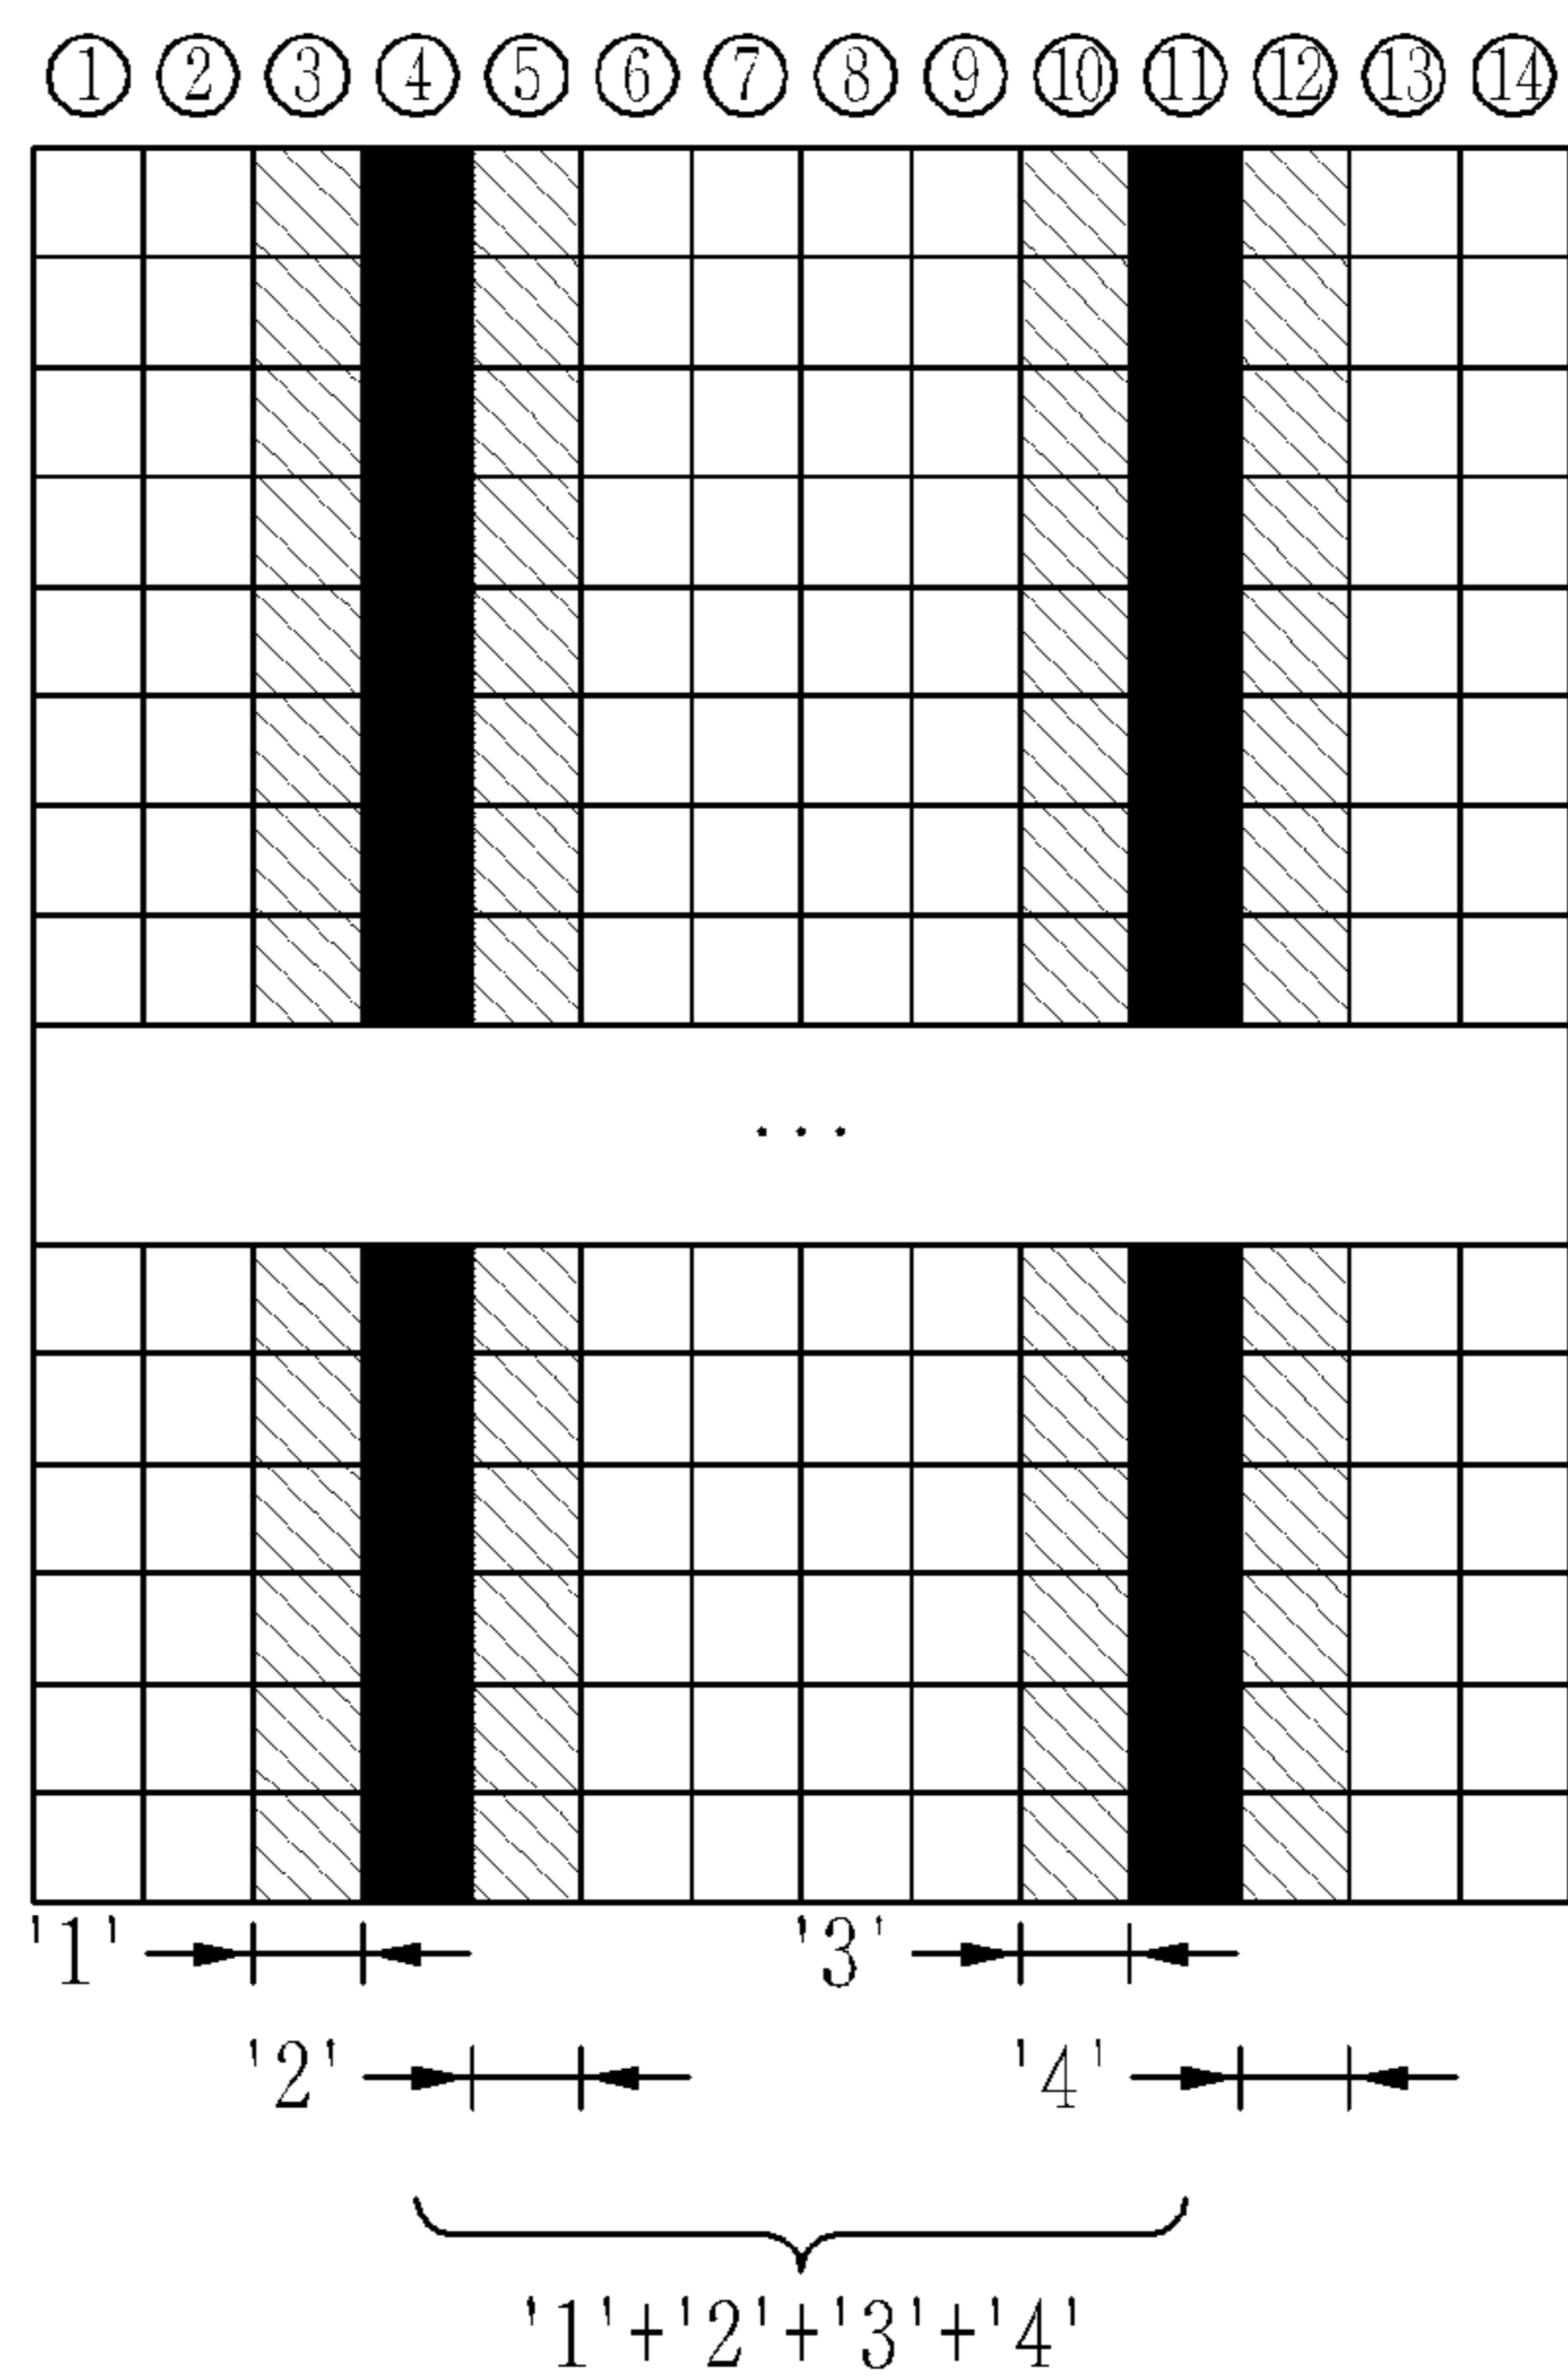 ① ② ③ ④ ⑤ ⑥ ⑦ ⑧ ⑨ ⑩ ⑪ ⑫ ⑬ ⑭
...
'1' '3'
'2' '4'
'1'+'2'+'3'+'4'